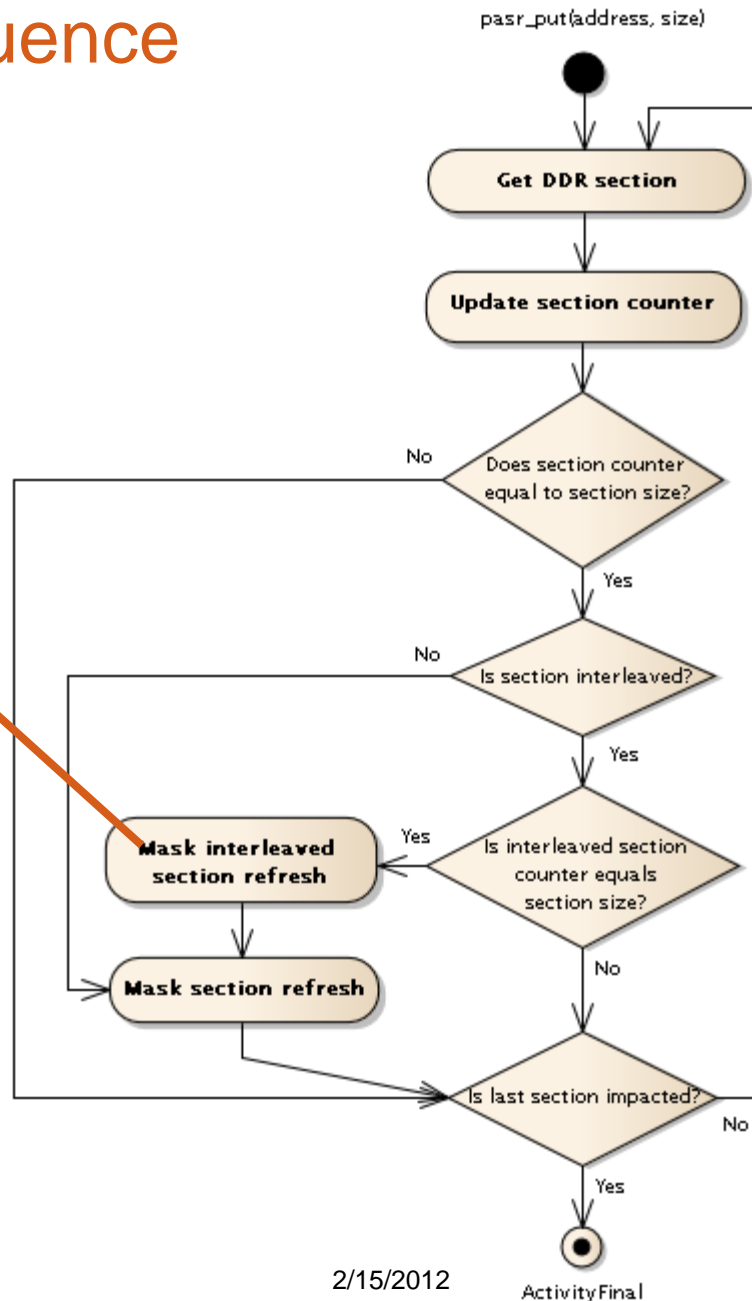 uence
pasr_put(address, size)
Get DDR section
Update section counter
No
Does section counter
equal to section size?
Yes
No
Is section interleaved?
Yes
Mask interleaved
section refresh
Yes
Is interleaved section
counter equals
section size?
No
Mask section refresh
Is last section impacted?
No
Yes
2/15/2012
ActivityFinal